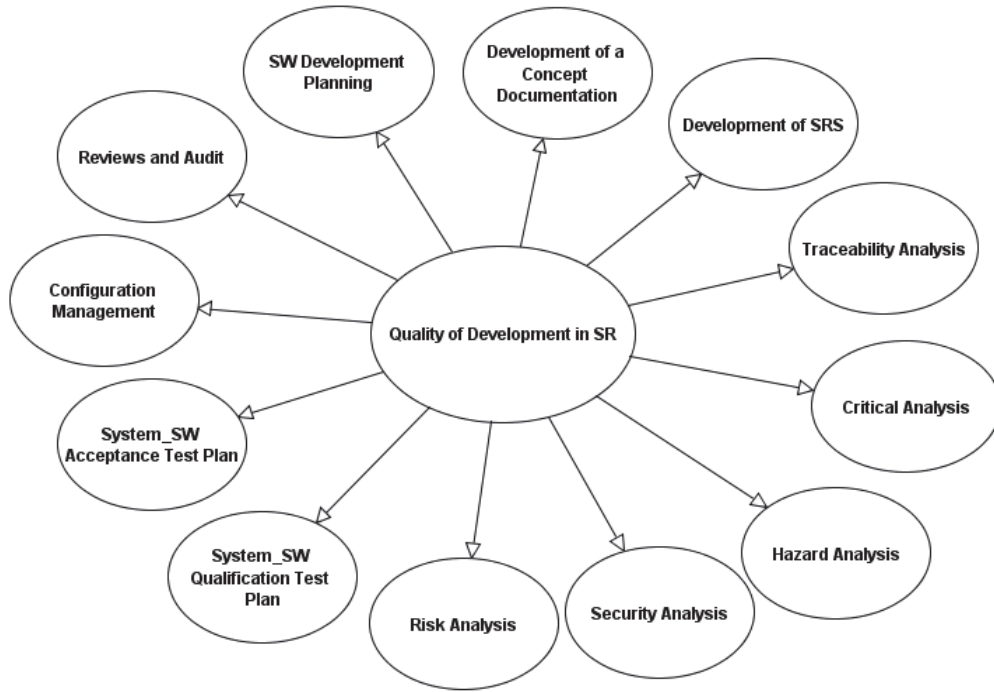 SW Development
Planning
Development of a
Concept
Documentation
Development of SRS
Reviews and Audit
Traceability Analysis
Configuration
Management
Quality of Development in SR
Critical Analysis
System_SW
Acceptance Test Plan
Hazard Analysis
System_SW
Qualification Test
Plan
Security Analysis
Risk Analysis